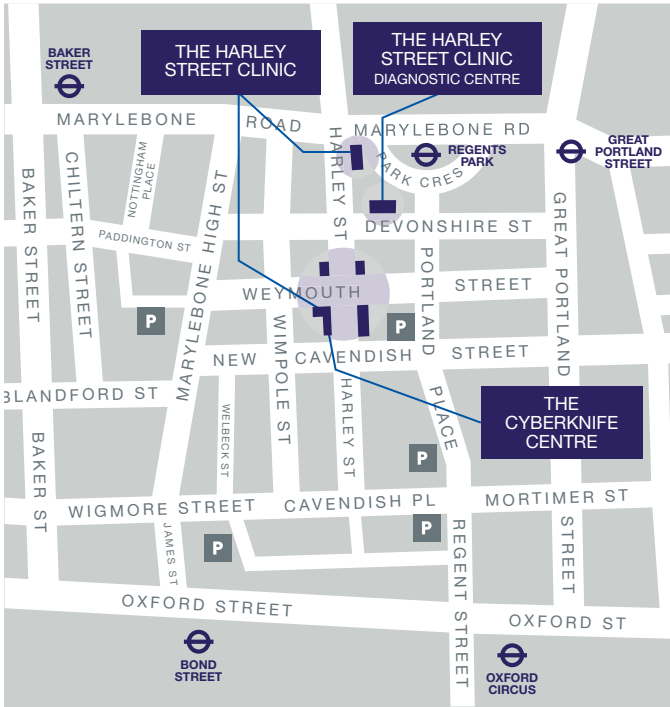 BAKER
STREET
THE HARLEY
STREET CLINIC
THE HARLEY
STREET CLINIC
DIAGNOSTIC CENTRE
MARYLEBONE ROAD
MARYLEBONE RD
REGENTS
PARK
GREAT
PORTLAND
STREET
PARK CRES
HARLEY ST
NOTTINGHAM
PLACE
CHILTERN STREET
BAKER STREET
PADDINGTON ST
MARYLEBONE HIGH ST
DEVONSHIRE ST
GREAT PORTLAND
STREET
PORTLAND
PLACE
WEYMOUTH STREET
P
P
WIMPOLE ST
NEW CAVENDISH STREET
BLANDFORD ST
HARLEY ST
WELBECK ST
THE
CYBERKNIFE
CENTRE
BAKER ST
P
WIGMORE STREET
CAVENDISH PL
MORTIMER ST
P
P
JAMES ST
REGENT STREET
OXFORD STREET
OXFORD ST
BOND
STREET
OXFORD
CIRCUS